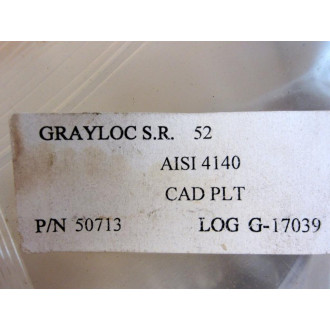 GRAYLOC S.R. 52
AISI 4140
CAD PLT
P/N 50713 LOG G-17039